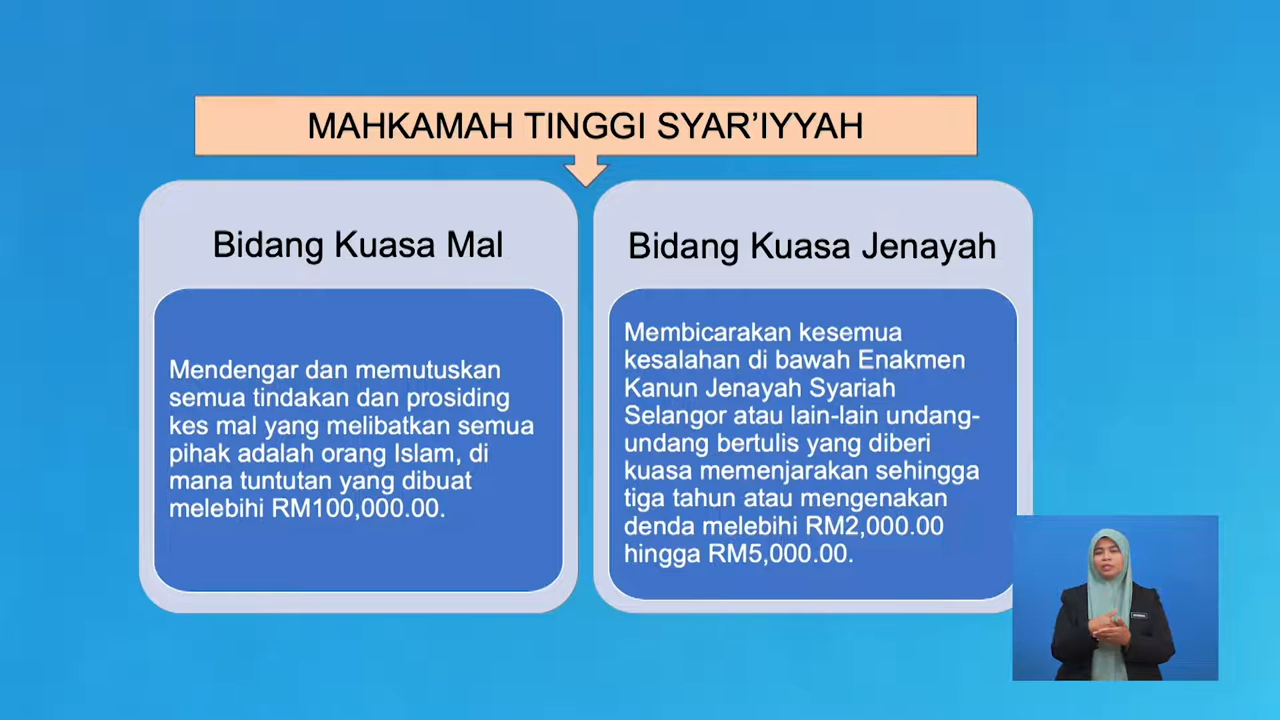 MAHKAMAH TINGGI SYAR’IYYAH
Bidang Kuasa Mal
Mendengar dan memutuskan
semua tindakan dan prosiding
kes mal yang melibatkan semua
pihak adalah orang Islam, di
mana tuntutan yang dibuat
melebihi RM100,000.00.
Bidang Kuasa Jenayah
Membicarakan kesemua
kesalahan di bawah Enakmen
Kanun Jenayah Syariah
Selangor atau lain-lain undang-
undang bertulis yang diberi
kuasa memenjarakan sehingga
tiga tahun atau mengenakan
denda melebihi RM2,000.00
hingga RM5,000.00.